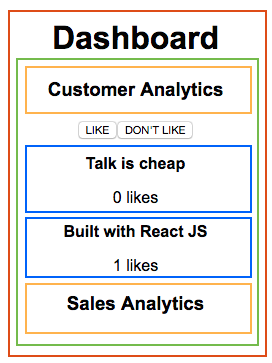 Dashboard
Customer Analytics
LIKE DON'T LIKE
Talk is cheap
0 likes
Built with React JS
1 likes
Sales Analytics